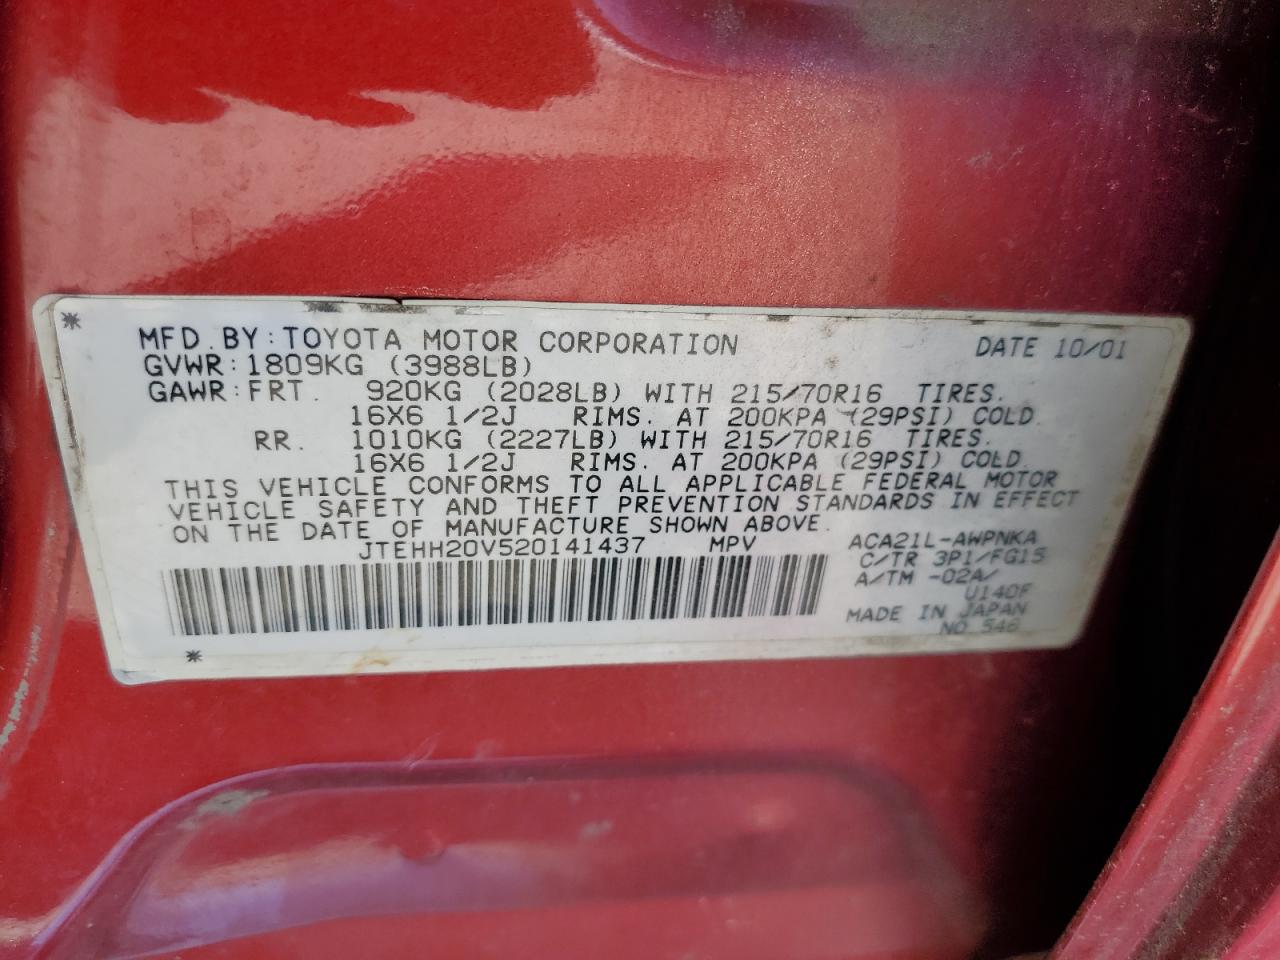 MFD. BY: TOYOTA MOTOR CORPORATION DATE 10/01
GVWR: 1809KG (3988LB)
GAWR: FRT. 920KG (2028LB) WITH 215/70R16 TIRES.
16X6 1/2J RIMS. AT 200KPA (29PSI) COLD.
RR. 1010KG (2227LB) WITH 215/70R16 TIRES.
16X6 1/2J RIMS. AT 200KPA (29PSI) COLD.
THIS VEHICLE CONFORMS TO ALL APPLICABLE FEDERAL MOTOR
VEHICLE SAFETY AND THEFT PREVENTION STANDARDS IN EFFECT
ON THE DATE OF MANUFACTURE SHOWN ABOVE.
JTEHH20V520141437 MPV ACA21L-AWPNKA
C/TR 3P1/FG15
A/TM -02A/
U140F
MADE IN JAPAN
NO. 546